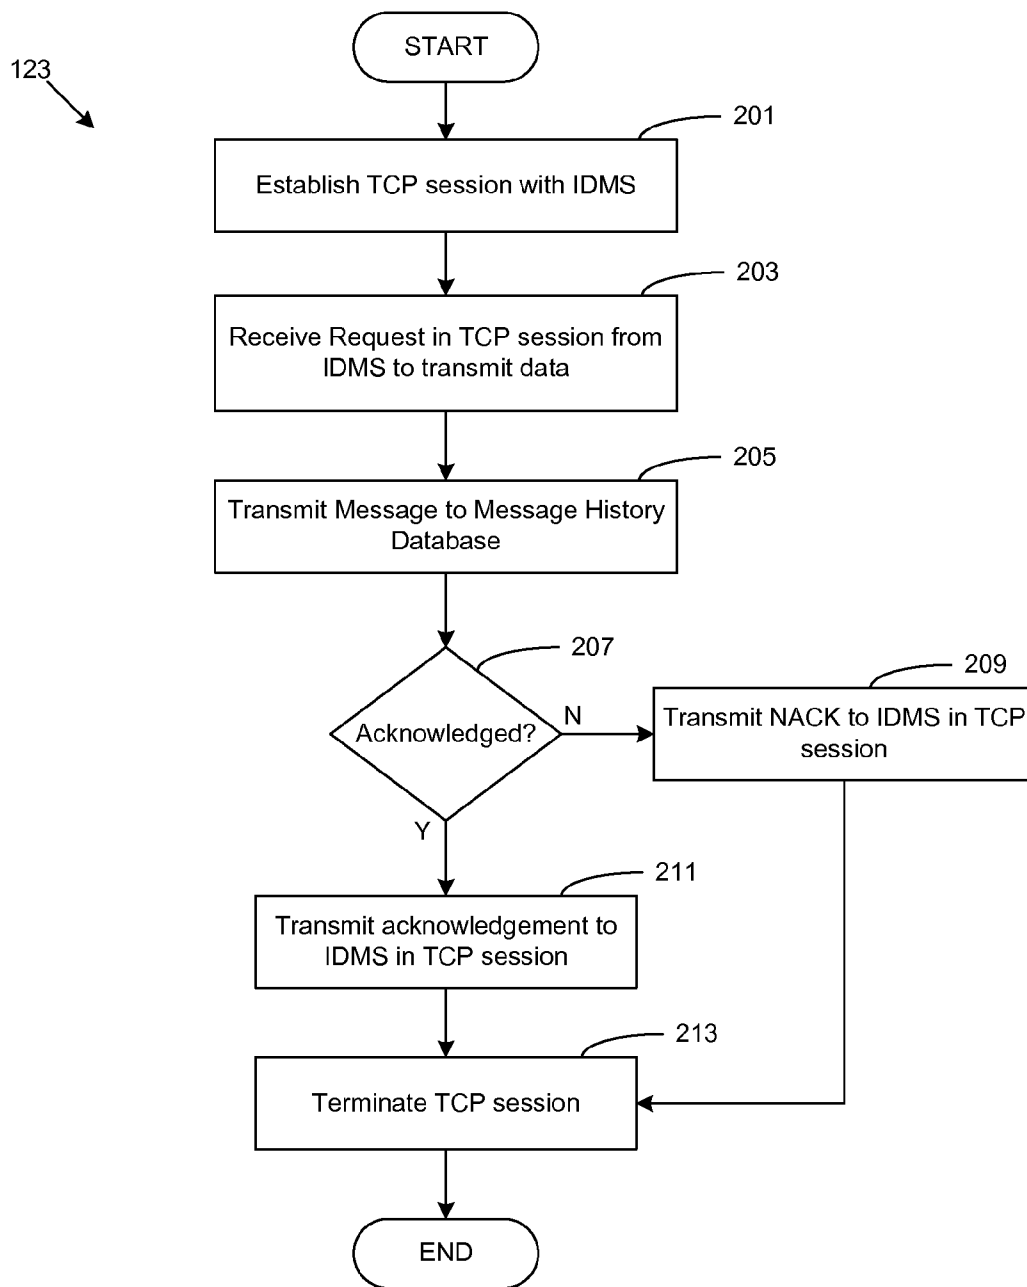 START
123
201
Establish TCP session with IDMS
203
Receive Request in TCP session from
IDMS to transmit data
205
Transmit Message to Message History
Database
207
Acknowledged?
N
209
Transmit NACK to IDMS in TCP
session
Y
211
Transmit acknowledgement to
IDMS in TCP session
213
Terminate TCP session
END